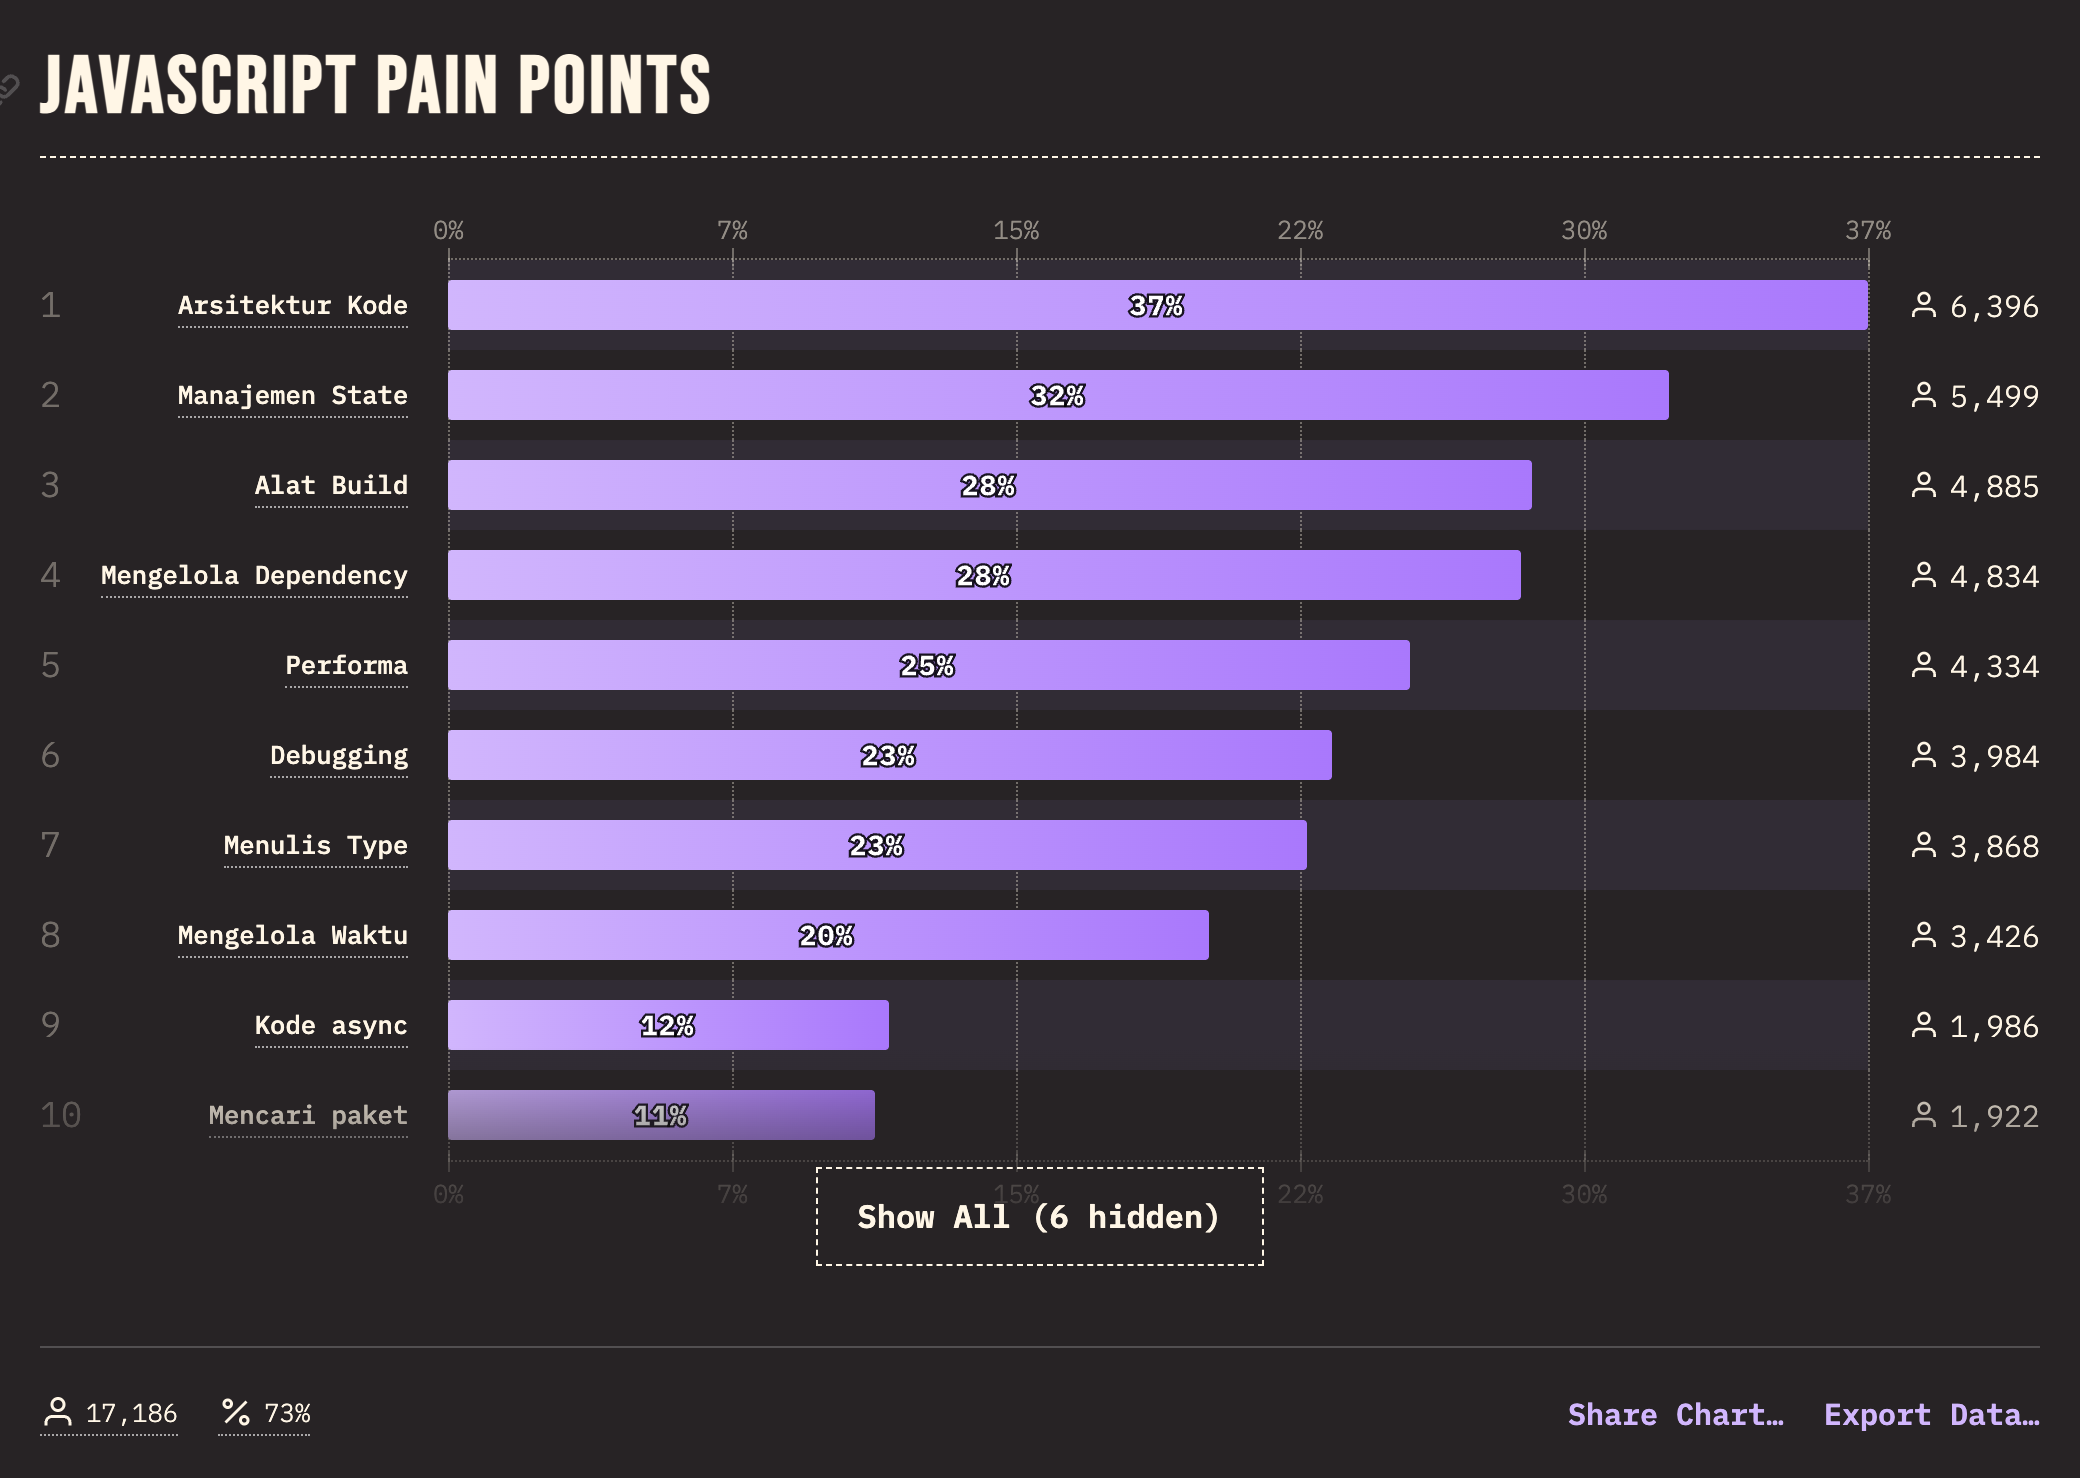 JAVASCRIPT PAIN POINTS
0% 7% 15% 22% 30% 37%
1 Arsitektur Kode 37% 6,396
2 Manajemen State 32% 5,499
3 Alat Build 28% 4,885
4 Mengelola Dependency 28% 4,834
5 Performa 25% 4,334
6 Debugging 23% 3,984
7 Menulis Type 23% 3,868
8 Mengelola Waktu 20% 3,426
9 Kode async 12% 1,986
10 Mencari paket 11% 1,922
0% 7% 15% 22% 30% 37%
Show All (6 hidden)
17,186 % 73% Share Chart… Export Data…